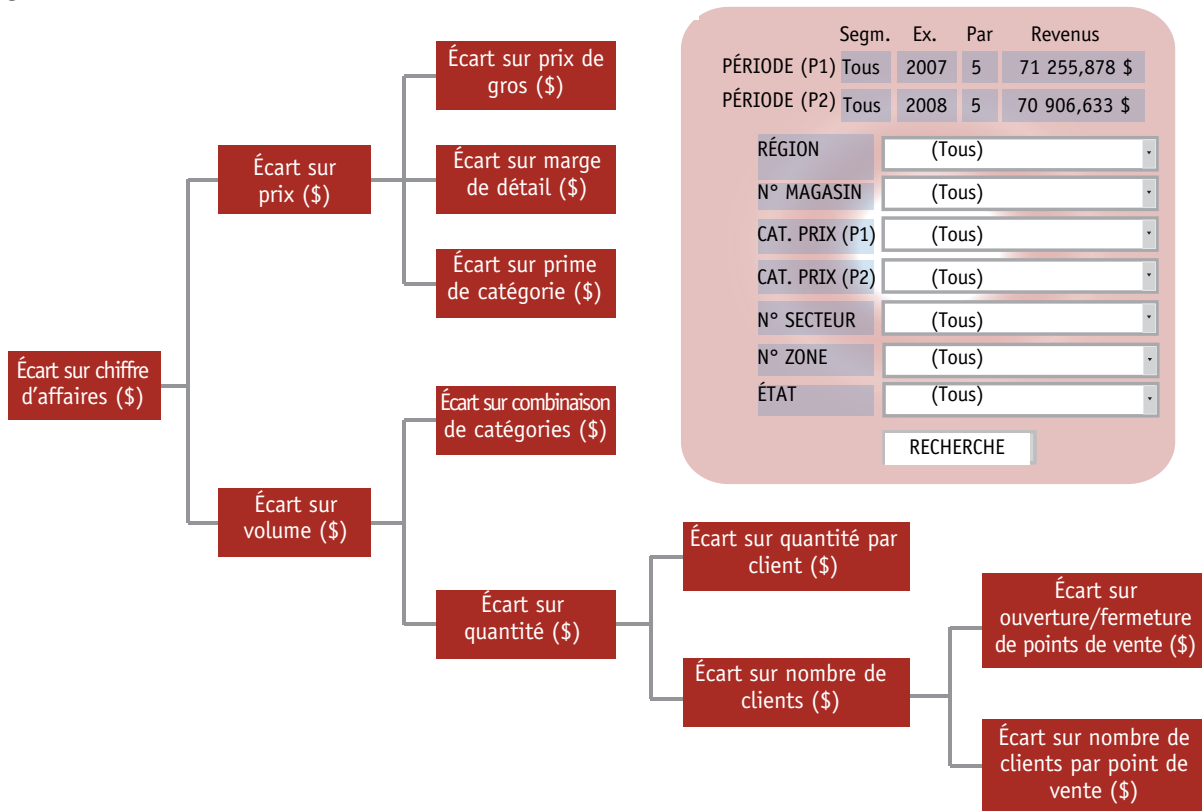 Écart sur prix de
gros ($)
Écart sur
prix ($)
Écart sur marge
de détail ($)
Écart sur prime
de catégorie ($)
Écart sur chiffre
d'affaires ($)
Écart sur combinaison
de catégories ($)
Écart sur
volume ($)
Écart sur
quantité ($)
Écart sur quantité par
client ($)
Écart sur nombre de
clients ($)
Écart sur
ouverture/fermeture
de points de vente ($)
Écart sur nombre de
clients par point de
vente ($)
Segm. Ex. Par Revenus
PÉRIODE (P1) Tous 2007 5 71 255,878 $
PÉRIODE (P2) Tous 2008 5 70 906,633 $
RÉGION (Tous)
N° MAGASIN (Tous)
CAT. PRIX (P1) (Tous)
CAT. PRIX (P2) (Tous)
N° SECTEUR (Tous)
N° ZONE (Tous)
ÉTAT (Tous)
RECHERCHE